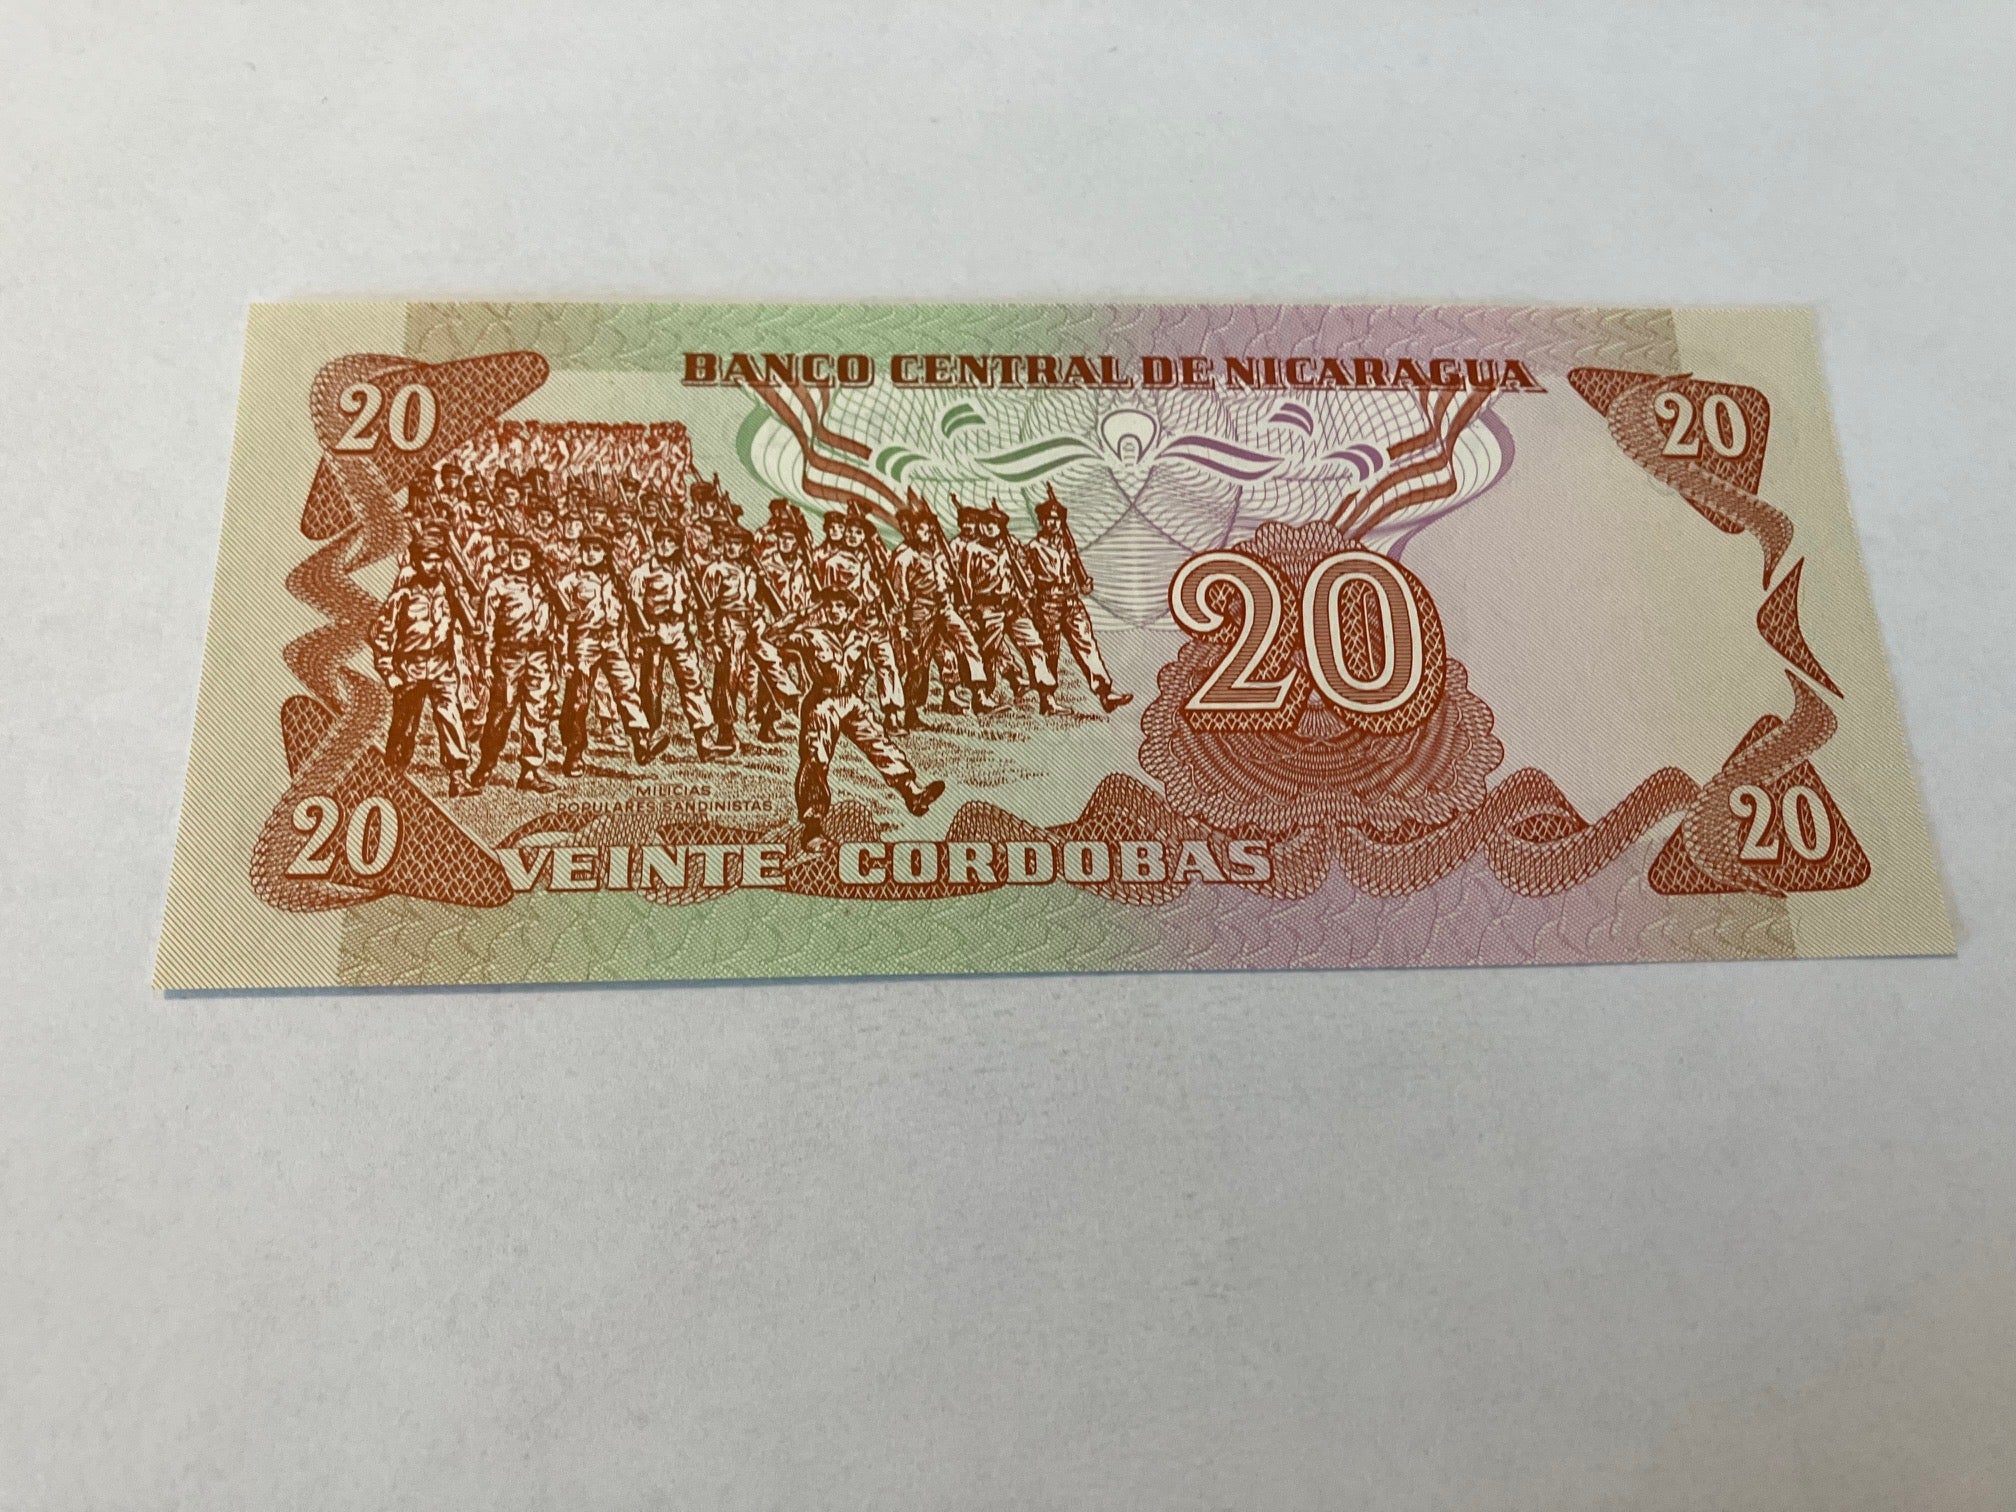 BANCO CENTRAL DE NICARAGUA
20
20
20
MILICIAS
POPULARES SANDINISTAS
20
VEINTE CORDOBAS
20